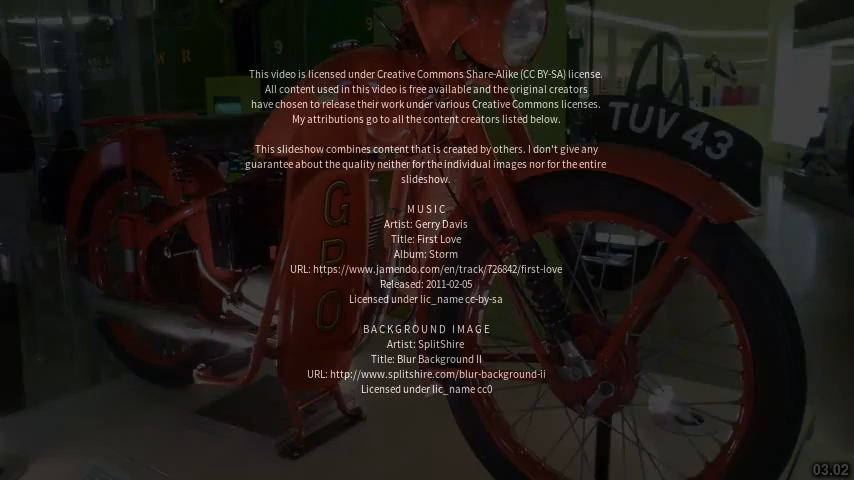 W R
9
9
This video is licensed under Creative Commons Share-Alike (CC BY-SA) license.
All content used in this video is free available and the original creators
have chosen to release their work under various Creative Commons licenses.
My attributions go to all the content creators listed below.
TUV 43
This slideshow combines content that is created by others. I don't give any
guarantee about the quality neither for the individual images nor for the entire
slideshow.
GPO
MUSIC
Artist: Gerry Davis
Title: First Love
Album: Storm
URL: https://www.jamendo.com/en/track/726842/first-love
Released: 2011-02-05
Licensed under lic_name cc-by-sa
BACKGROUND IMAGE
Artist: SplitShire
Title: Blur Background II
URL: http://www.splitshire.com/blur-background-ii
Licensed under lic_name cc0
03.02